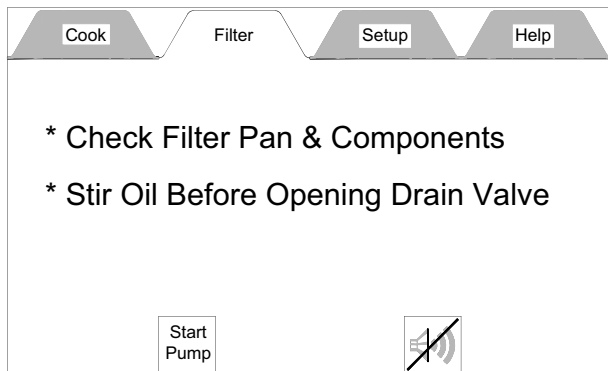 Cook Filter Setup Help
* Check Filter Pan & Components
* Stir Oil Before Opening Drain Valve
Start
Pump